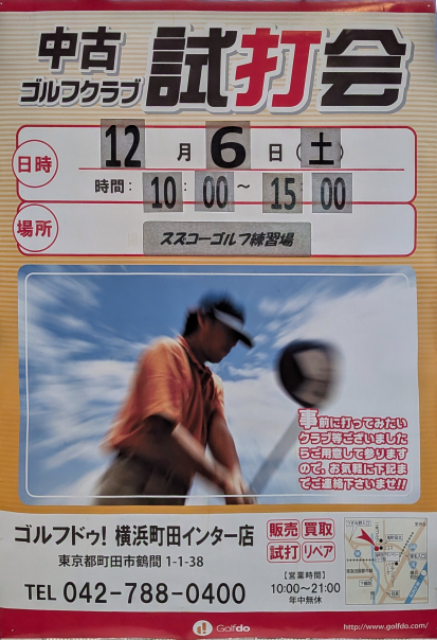 中古
ゴルフクラブ
試打会
日時
12月6日(土)
時間: 10:00~15:00
場所
ススコーゴルフ練習場
事前に打ってみたい
クラブ等ございました
らご用意して参ります
ので、お気軽に下記ま
でご連絡下さいませ!!
ゴルフドゥ! 横浜町田インター店
東京都町田市鶴間 1-1-38
TEL 042-788-0400
販売 買取
試打 リペア
【営業時間】
10:00〜21:00
年中無休
Golfdo
http://www.golfdo.com/